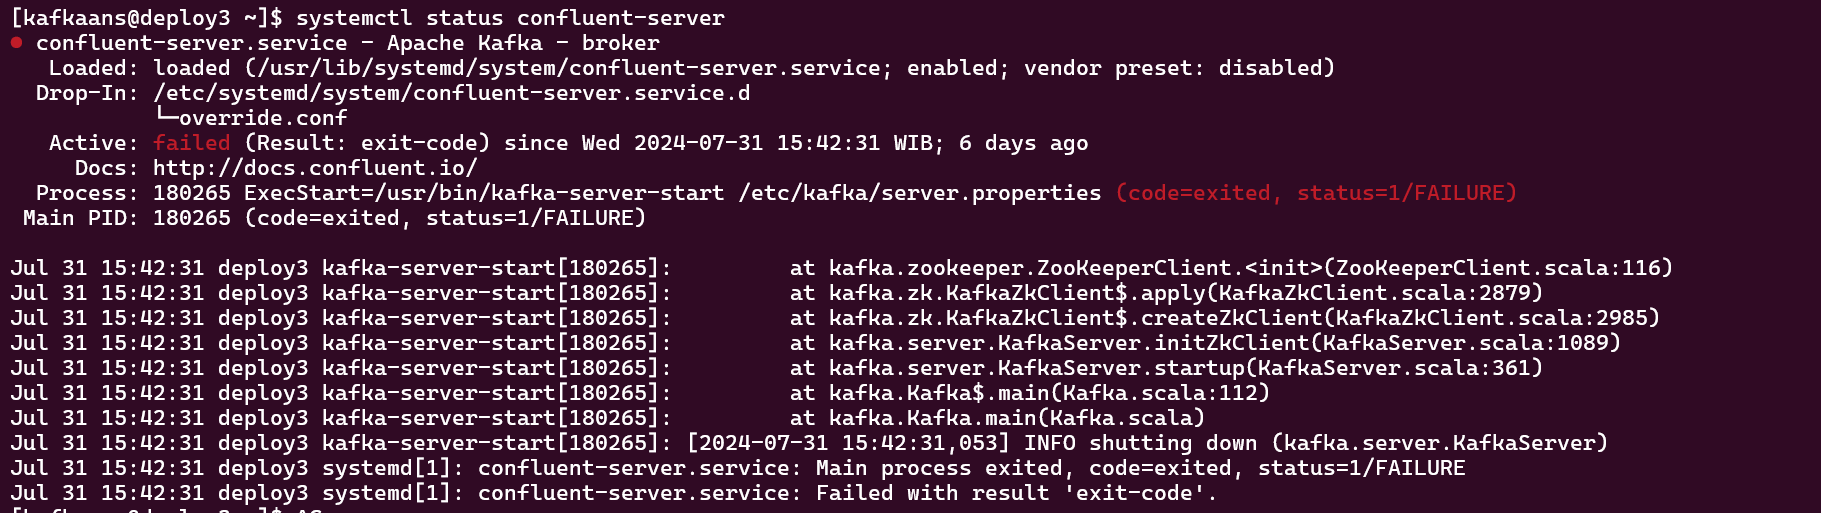 [kafkaans@deploy3 ~]$ systemctl status confluent-server
● confluent-server.service - Apache Kafka - broker
   Loaded: loaded (/usr/lib/systemd/system/confluent-server.service; enabled; vendor preset: disabled)
  Drop-In: /etc/systemd/system/confluent-server.service.d
           └─override.conf
   Active: failed (Result: exit-code) since Wed 2024-07-31 15:42:31 WIB; 6 days ago
     Docs: http://docs.confluent.io/
  Process: 180265 ExecStart=/usr/bin/kafka-server-start /etc/kafka/server.properties (code=exited, status=1/FAILURE)
 Main PID: 180265 (code=exited, status=1/FAILURE)

Jul 31 15:42:31 deploy3 kafka-server-start[180265]:         at kafka.zookeeper.ZooKeeperClient.<init>(ZooKeeperClient.scala:116)
Jul 31 15:42:31 deploy3 kafka-server-start[180265]:         at kafka.zk.KafkaZkClient$.apply(KafkaZkClient.scala:2879)
Jul 31 15:42:31 deploy3 kafka-server-start[180265]:         at kafka.zk.KafkaZkClient$.createZkClient(KafkaZkClient.scala:2985)
Jul 31 15:42:31 deploy3 kafka-server-start[180265]:         at kafka.server.KafkaServer.initZkClient(KafkaServer.scala:1089)
Jul 31 15:42:31 deploy3 kafka-server-start[180265]:         at kafka.server.KafkaServer.startup(KafkaServer.scala:361)
Jul 31 15:42:31 deploy3 kafka-server-start[180265]:         at kafka.Kafka$.main(Kafka.scala:112)
Jul 31 15:42:31 deploy3 kafka-server-start[180265]:         at kafka.Kafka.main(Kafka.scala)
Jul 31 15:42:31 deploy3 kafka-server-start[180265]: [2024-07-31 15:42:31,053] INFO shutting down (kafka.server.KafkaServer)
Jul 31 15:42:31 deploy3 systemd[1]: confluent-server.service: Main process exited, code=exited, status=1/FAILURE
Jul 31 15:42:31 deploy3 systemd[1]: confluent-server.service: Failed with result 'exit-code'.